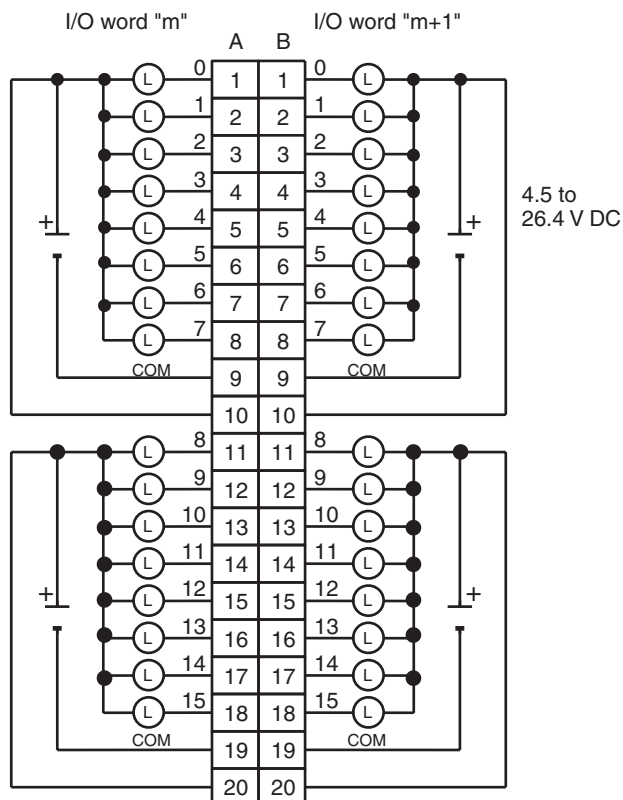 I/O word "m" I/O word "m+1"
A B
0 1 1 0
L L
1 2 2 1
L L
2 3 3 2
L L
3 4 4 3
L L
4.5 to
26.4 V DC
+ 4 5 5 4 +
L L
5 6 6 5
L L
6 7 7 6
L L
7 8 8 7
L L
COM 9 9 COM
10 10
8 11 11 8
L L
9 12 12 9
L L
10 13 13 10
L L
11 14 14 11
L L
+ 12 15 15 12 +
L L
13 16 16 13
L L
14 17 17 14
L L
15 18 18 15
L L
COM 19 19 COM
20 20